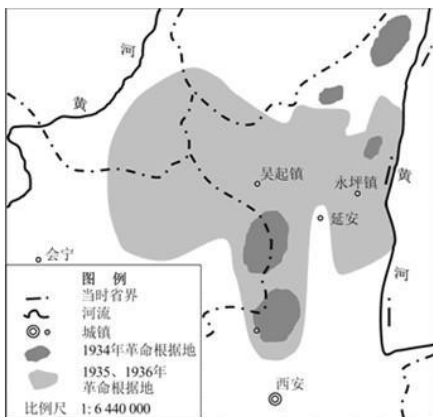 河
黄
吴起镇
永坪镇
黄
延安
会宁
河
图 例
当时省界
河流
城镇
1934年革命根据地
1935、1936年
革命根据地
比例尺 1: 6 440 000
西安